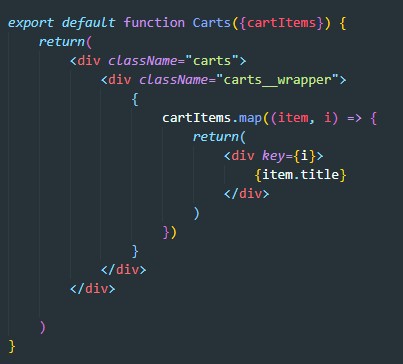 export default function Carts({cartItems}) {
return(
<div className="carts">
<div className="carts__wrapper">
{
cartItems.map((item, i) => {
return(
<div key={i}>
{item.title}
</div>
)
})
}
</div>
</div>
)
}